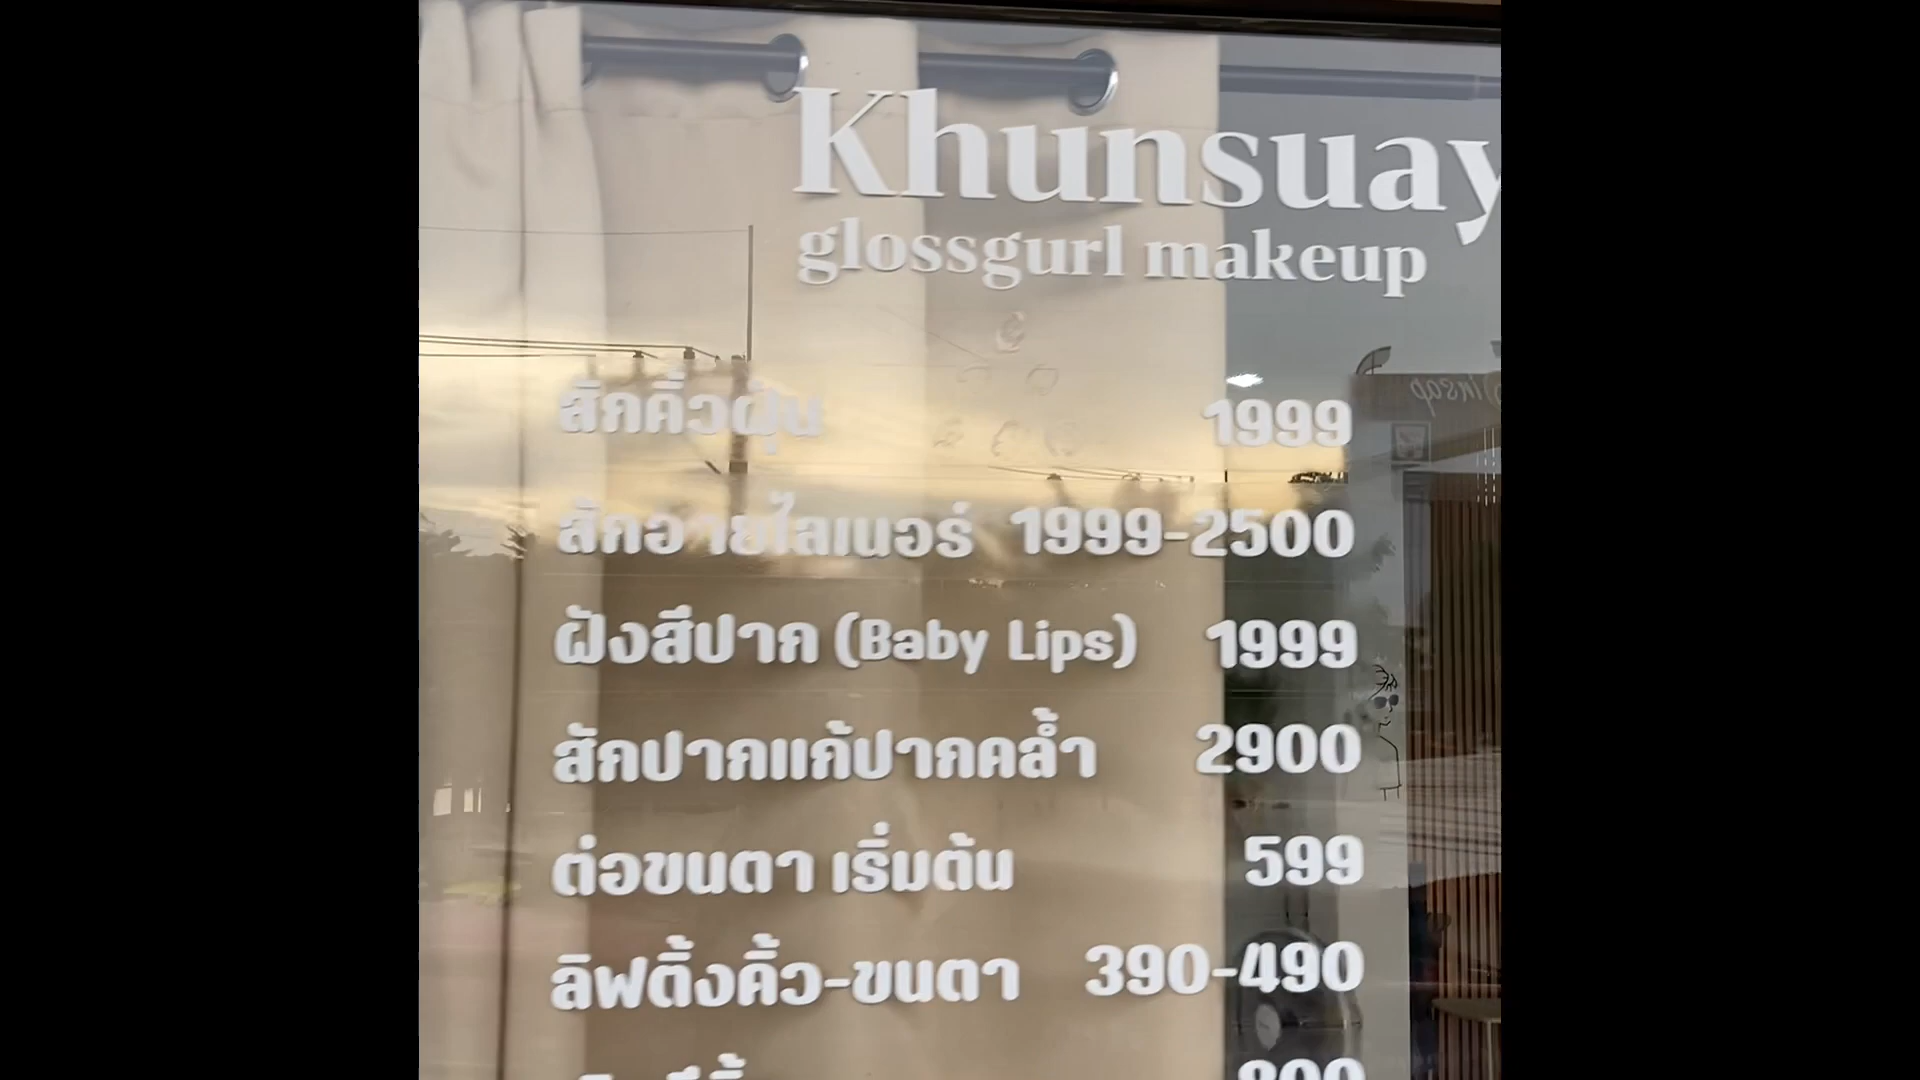 Khunsuay
glossgurl makeup
สักคิ้วฝุ่น 1999
สักอายไลเนอร์ 1999-2500
ฝังสีปาก (Baby Lips) 1999
สักปากแก้ปากคล้ำ 2900
ต่อขนตา เริ่มต้น 599
ลิฟติ้งคิ้ว-ขนตา 390-490